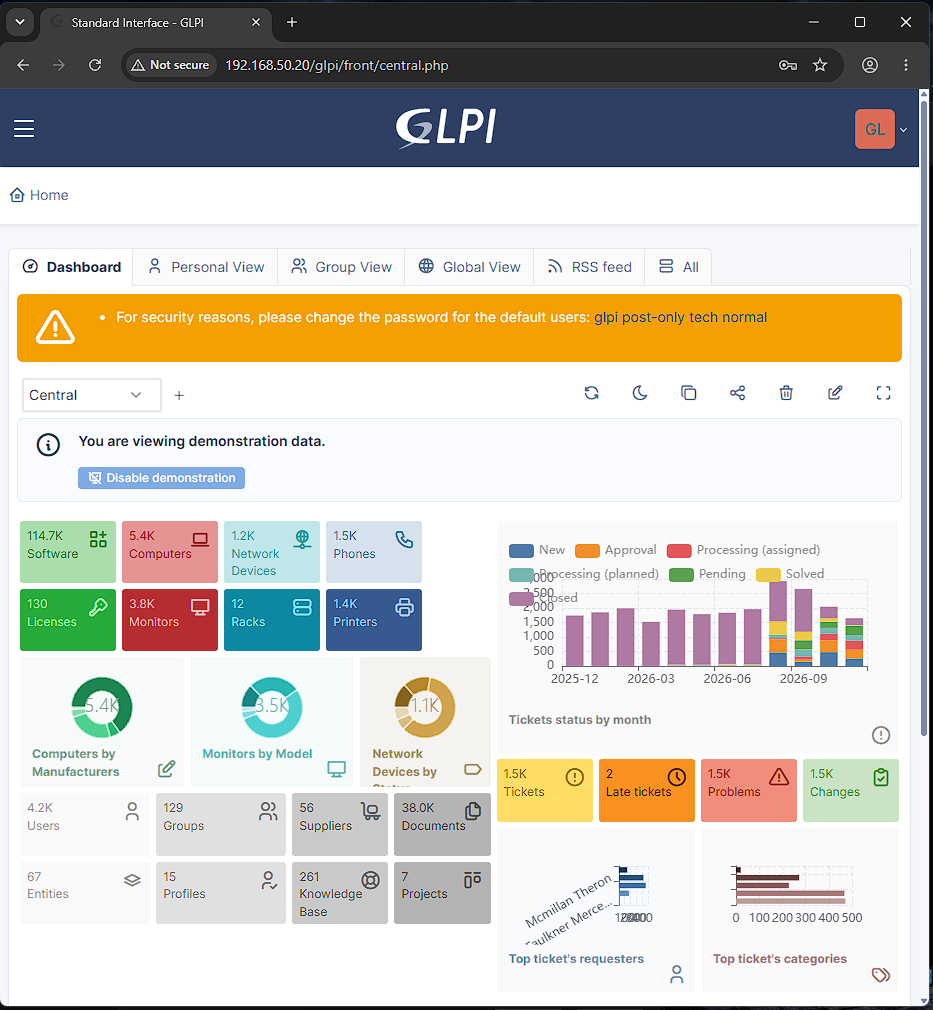 Standard Interface - GLPI
Not secure
192.168.50.20/glpi/front/central.php
GLPI
GL
Home
Dashboard
Personal View
Group View
Global View
RSS feed
All
• For security reasons, please change the password for the default users: glpi post-only tech normal
Central
+
You are viewing demonstration data.
Disable demonstration
114.7K
Software
5.4K
Computers
1.2K
Network
Devices
1.5K
Phones
130
Licenses
3.8K
Monitors
12
Racks
1.4K
Printers
5.4K
Computers by
Manufacturers
3.5K
Monitors by Model
1.1K
Network
Devices by
Status
4.2K
Users
129
Groups
56
Suppliers
38.0K
Documents
67
Entities
15
Profiles
261
Knowledge
Base
7
Projects
New
Approval
Processing (assigned)
Processing (planned)
Pending
Solved
Closed
2,500
2,000
1,500
1,000
500
0
2025-12
2026-03
2026-06
2026-09
Tickets status by month
1.5K
Tickets
2
Late tickets
1.5K
Problems
1.5K
Changes
Mcmillan Theron
Faulkner Merce...
Top ticket's requesters
0 100 200 300 400 500
Top ticket's categories